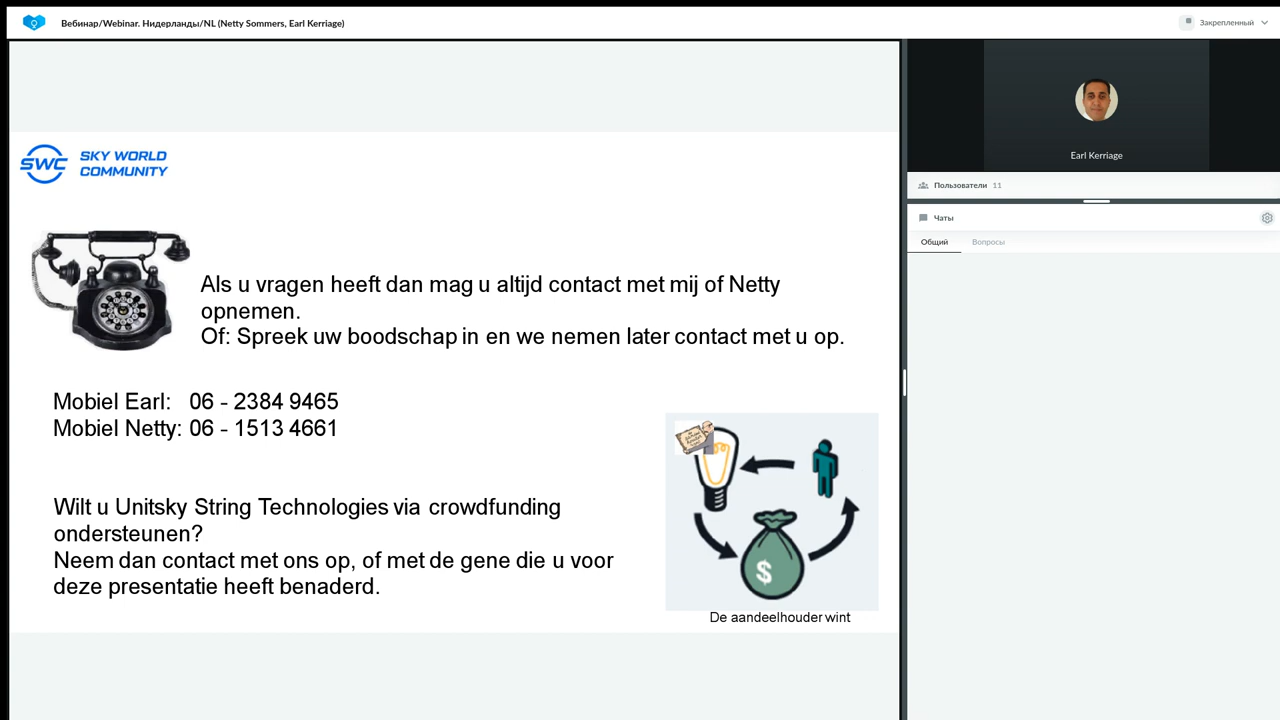 Вебинар/Webinar. Нидерланды/NL (Netty Sommers, Earl Kerriage)
Закрепленный
SWC
SKY WORLD
COMMUNITY
Als u vragen heeft dan mag u altijd contact met mij of Netty
opnemen.
Of: Spreek uw boodschap in en we nemen later contact met u op.
Mobiel Earl: 06 - 2384 9465
Mobiel Netty: 06 - 1513 4661
Wilt u Unitsky String Technologies via crowdfunding
ondersteunen?
Neem dan contact met ons op, of met de gene die u voor
deze presentatie heeft benaderd.
$
De aandeelhouder wint
Earl Kerriage
Пользователи 11
Чаты
Общий Вопросы